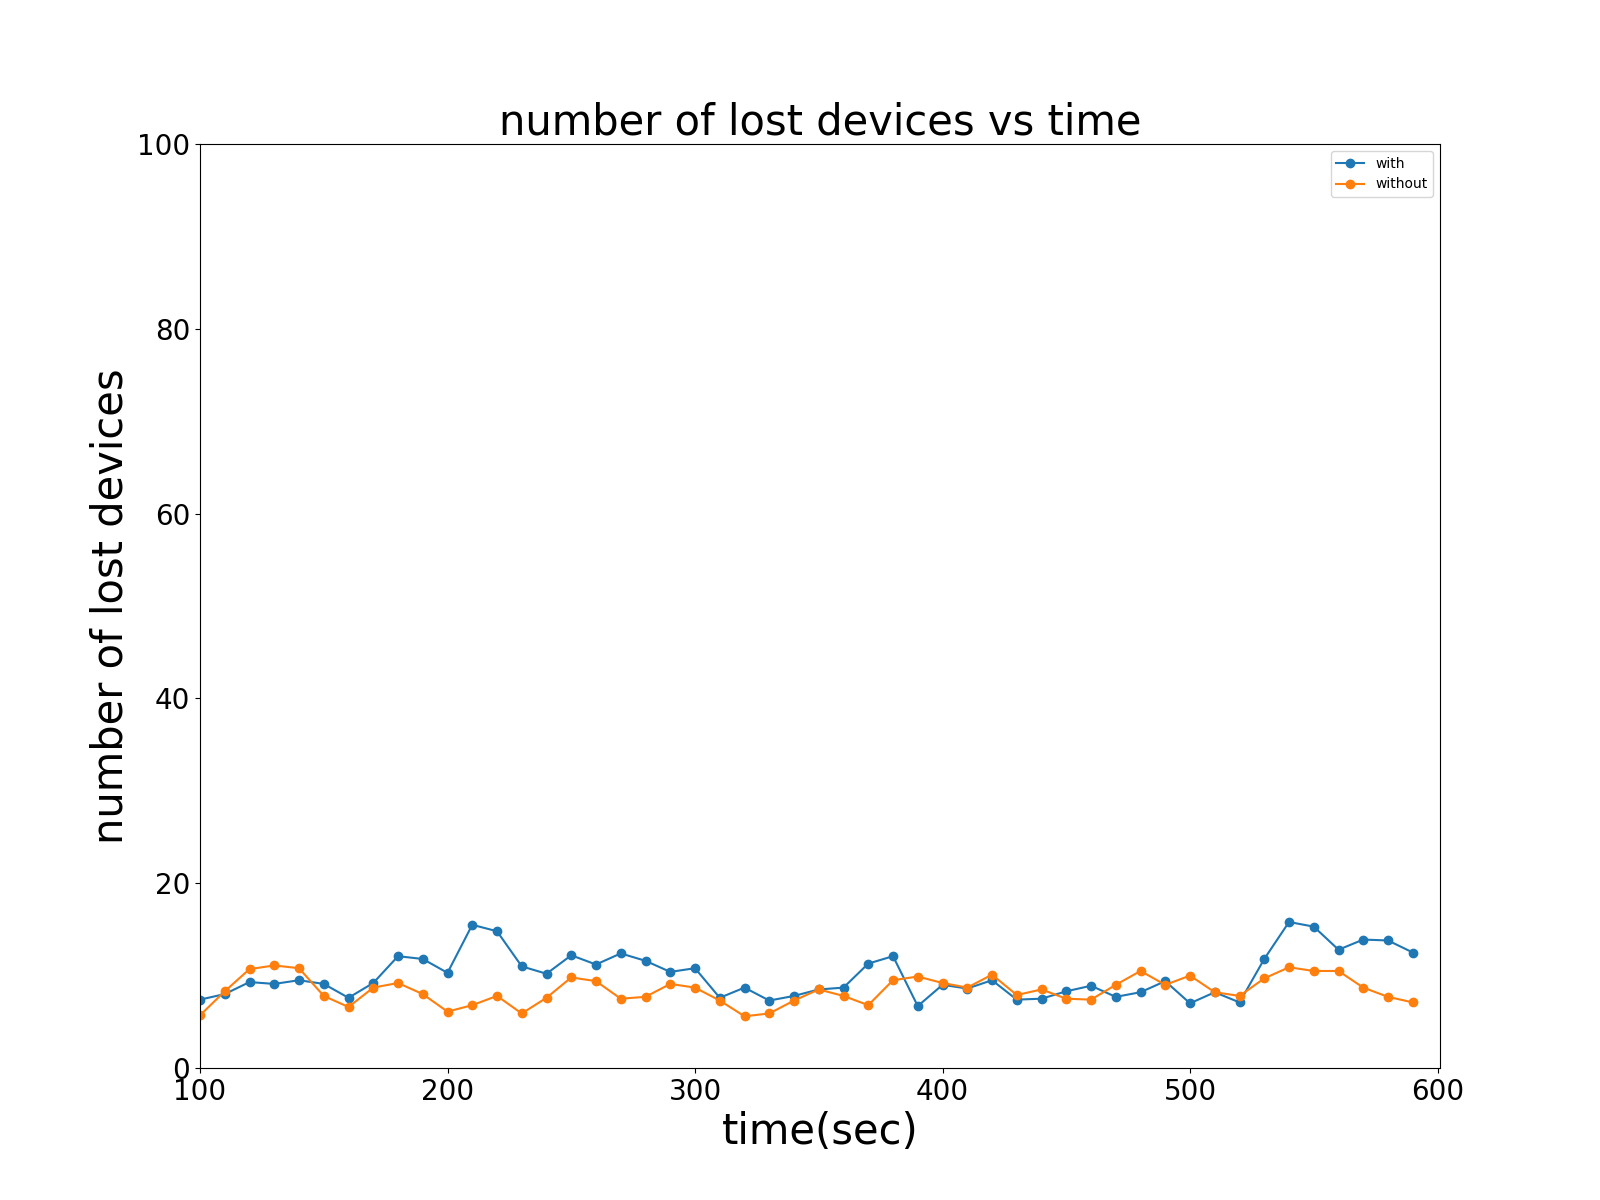 number of lost devices vs time
with
without
100
80
60
40
20
0
number of lost devices
100 200 300 400 500 600
time(sec)